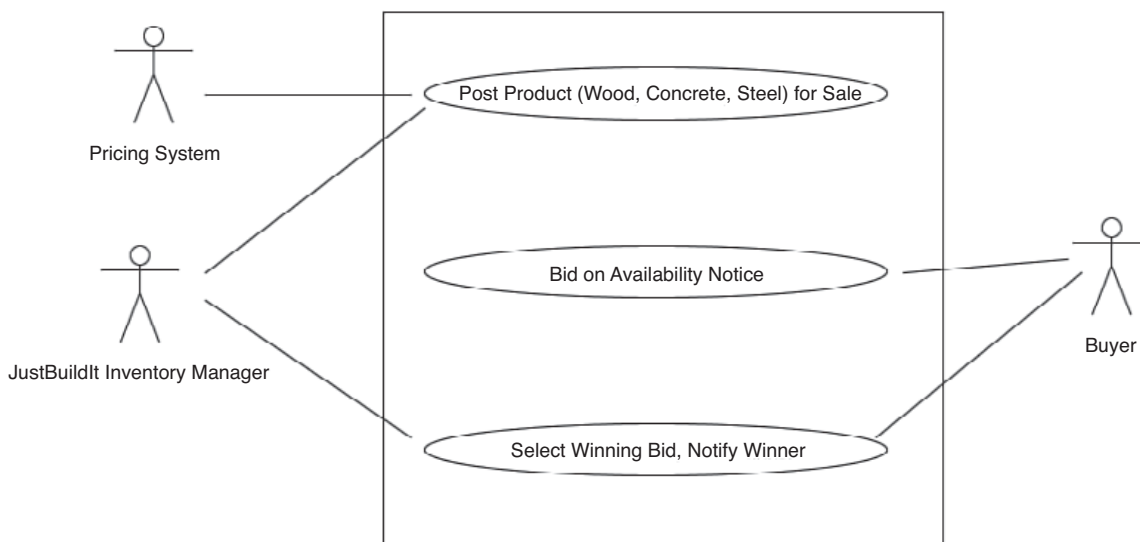 Post Product (Wood, Concrete, Steel) for Sale
Pricing System
Bid on Availability Notice
Buyer
JustBuildIt Inventory Manager
Select Winning Bid, Notify Winner